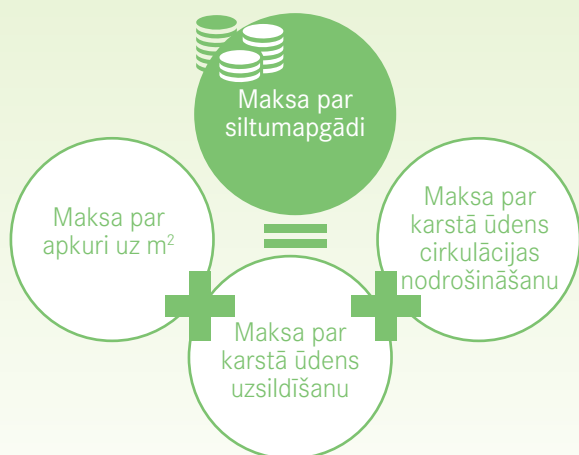 Maksa par
siltumapgādi
Maksa par
apkuri uz m²
Maksa par
karstā ūdens
uzsildīšanu
Maksa par
karstā ūdens
cirkulācijas
nodrošināšanu